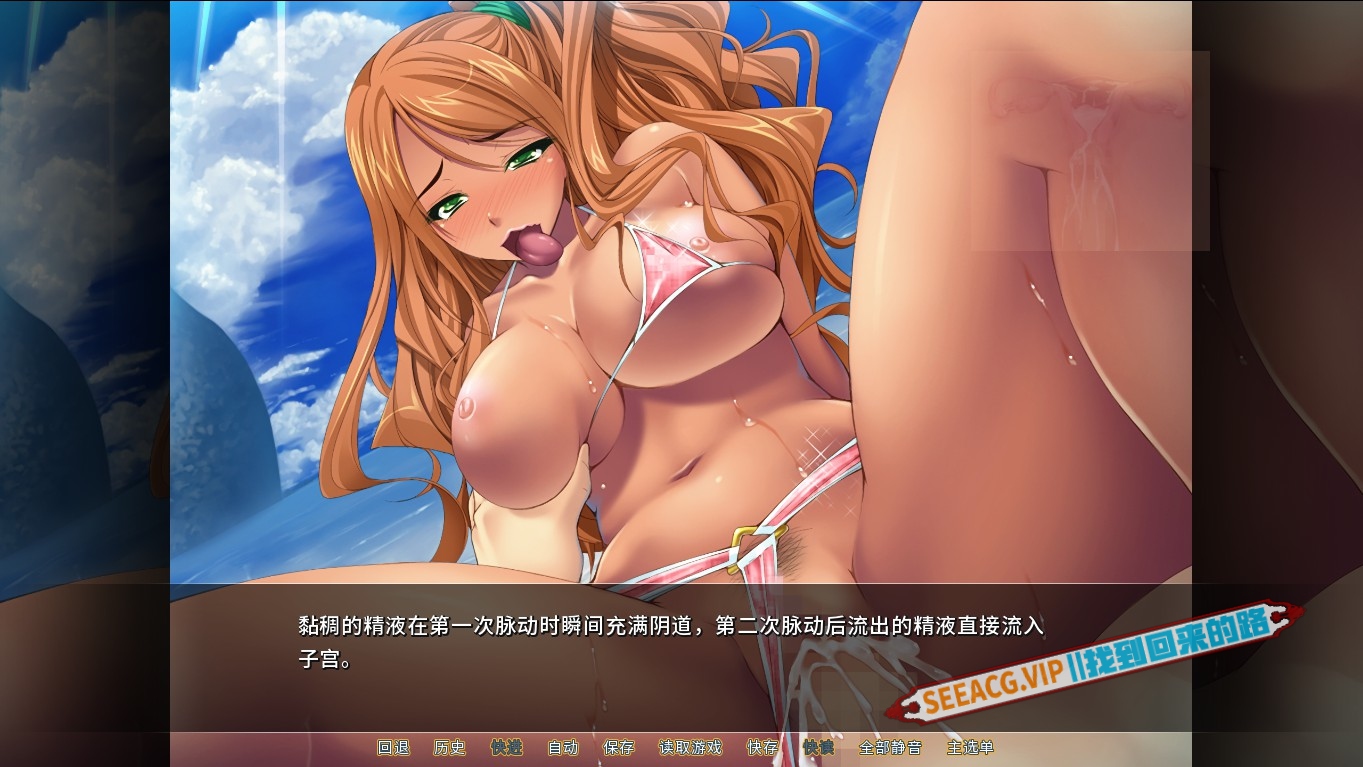 黏稠的精液在第一次脉动时瞬间充满阴道，第二次脉动后流出的精液直接流入
子宫。
SEEACG.VIP||找到回来的路
回退 历史 快进 自动 保存 读取游戏 快存 快读 全部静音 主选单